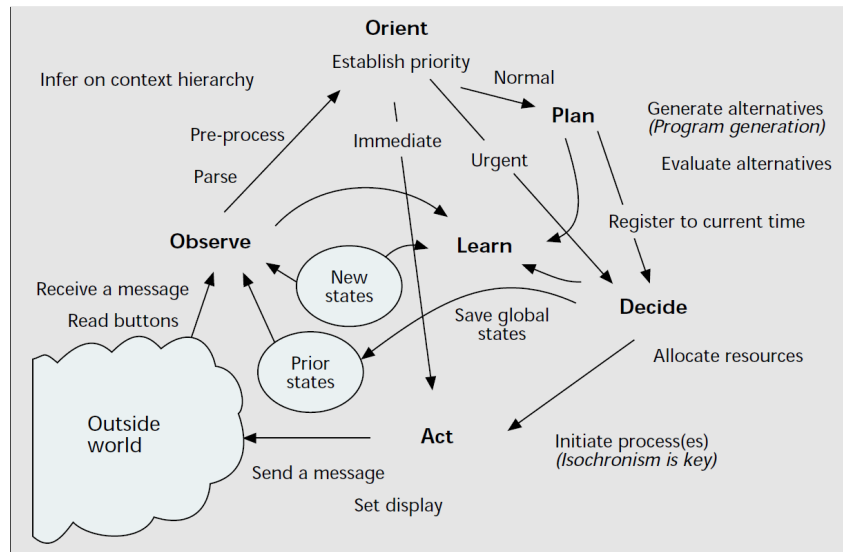 Orient
Establish priority
Infer on context hierarchy
Normal
Plan
Generate alternatives
(Program generation)
Pre-process
Immediate
Evaluate alternatives
Parse
Urgent
Register to current time
Observe
Learn
New
states
Receive a message
Read buttons
Save global
states
Decide
Prior
states
Allocate resources
Outside
world
Act
Initiate process(es)
(Isochronism is key)
Send a message
Set display